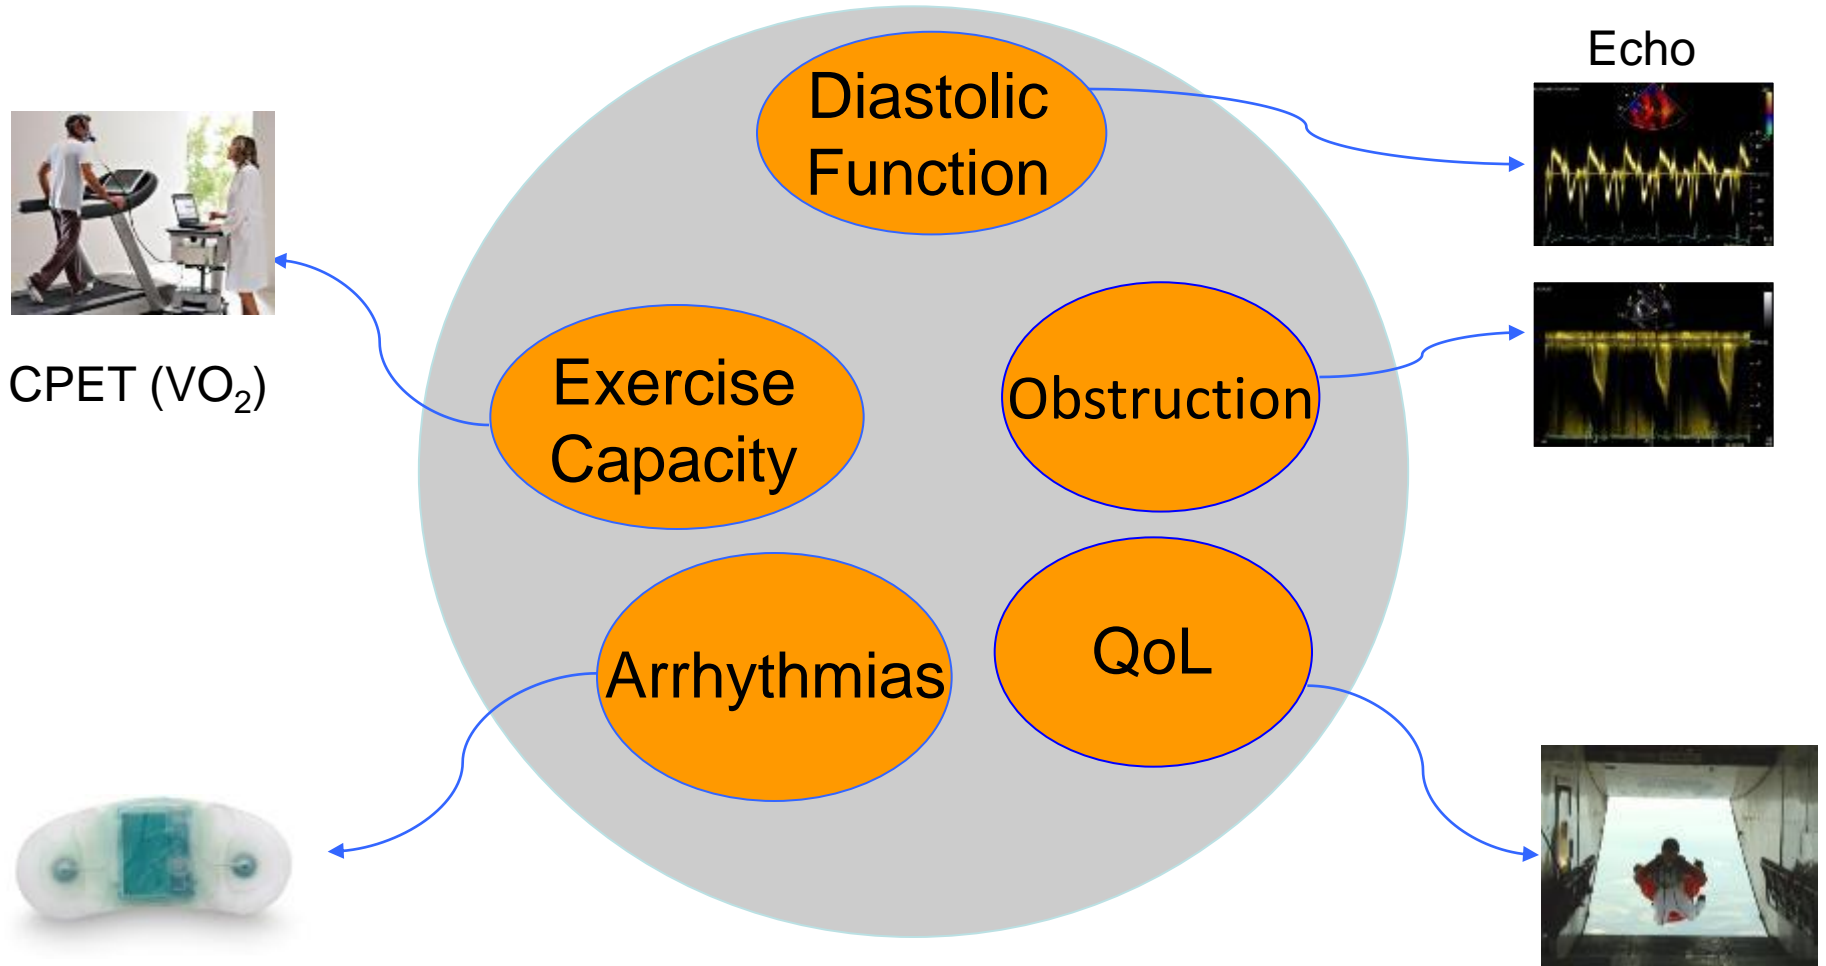 Diastolic
Function
Echo
Exercise
Capacity
CPET (VO₂)
Obstruction
Arrhythmias
QoL